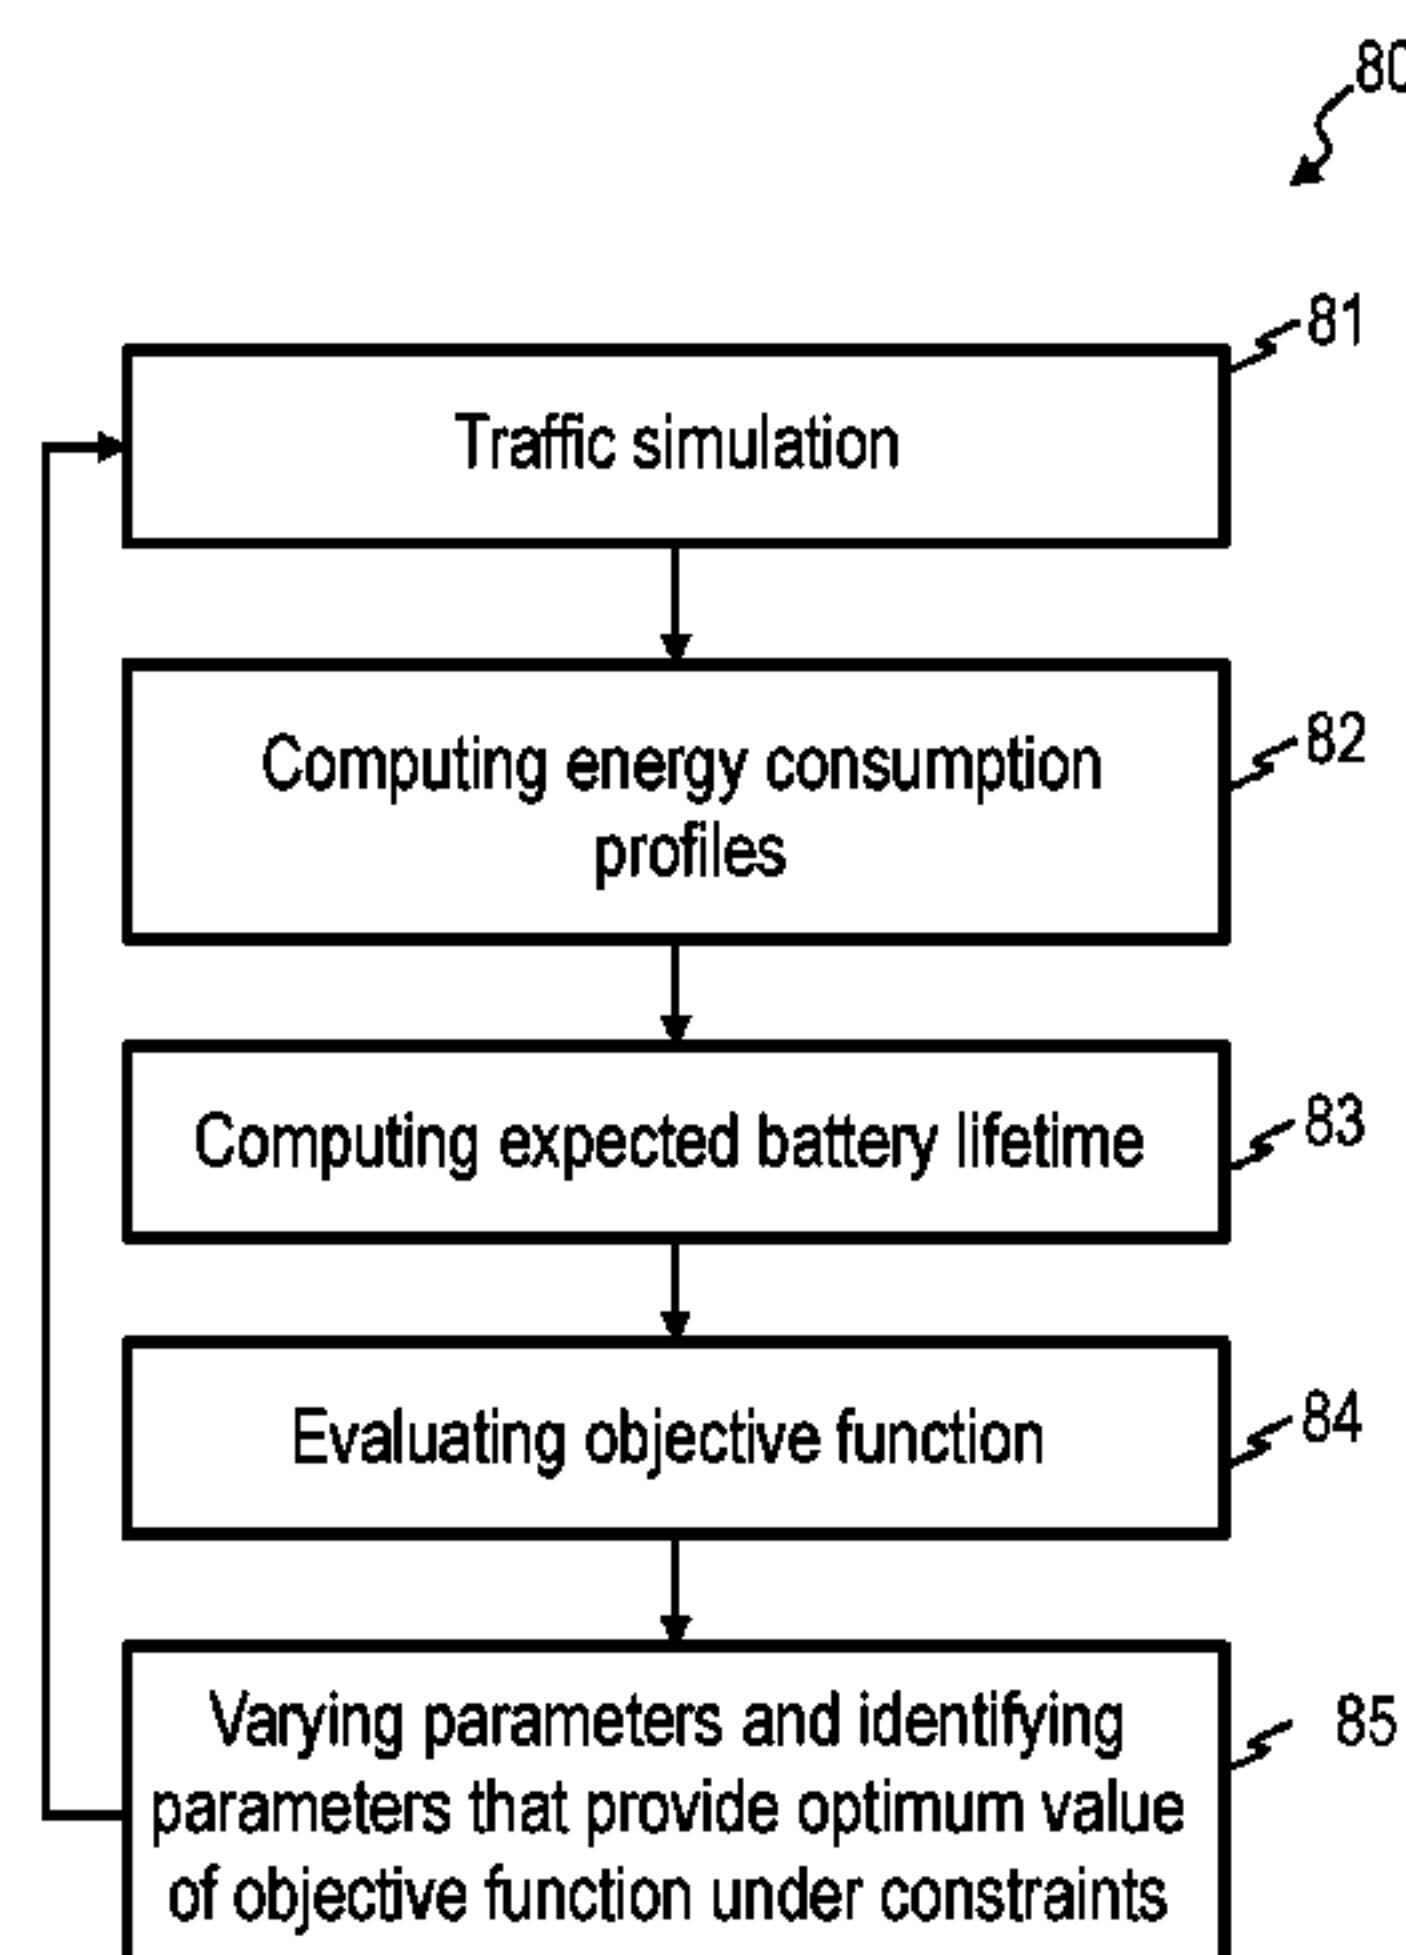 80
81
Traffic simulation
82
Computing energy consumption
profiles
83
Computing expected battery lifetime
84
Evaluating objective function
85
Varying parameters and identifying
parameters that provide optimum value
of objective function under constraints